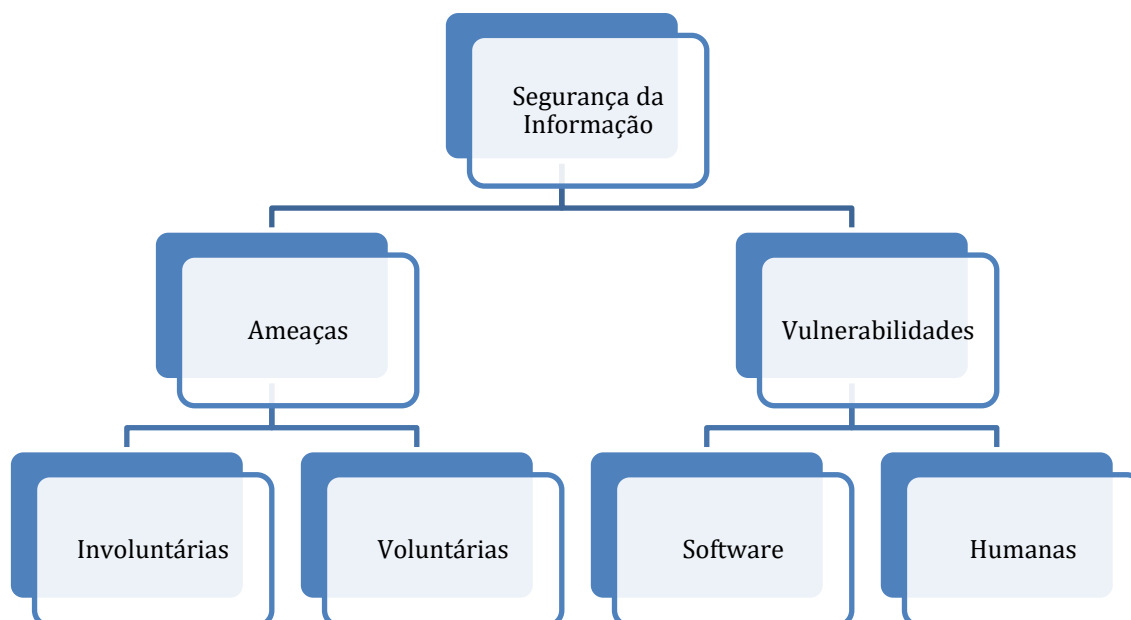 Segurança da
Informação
Ameaças
Vulnerabilidades
Involuntárias
Voluntárias
Software
Humanas